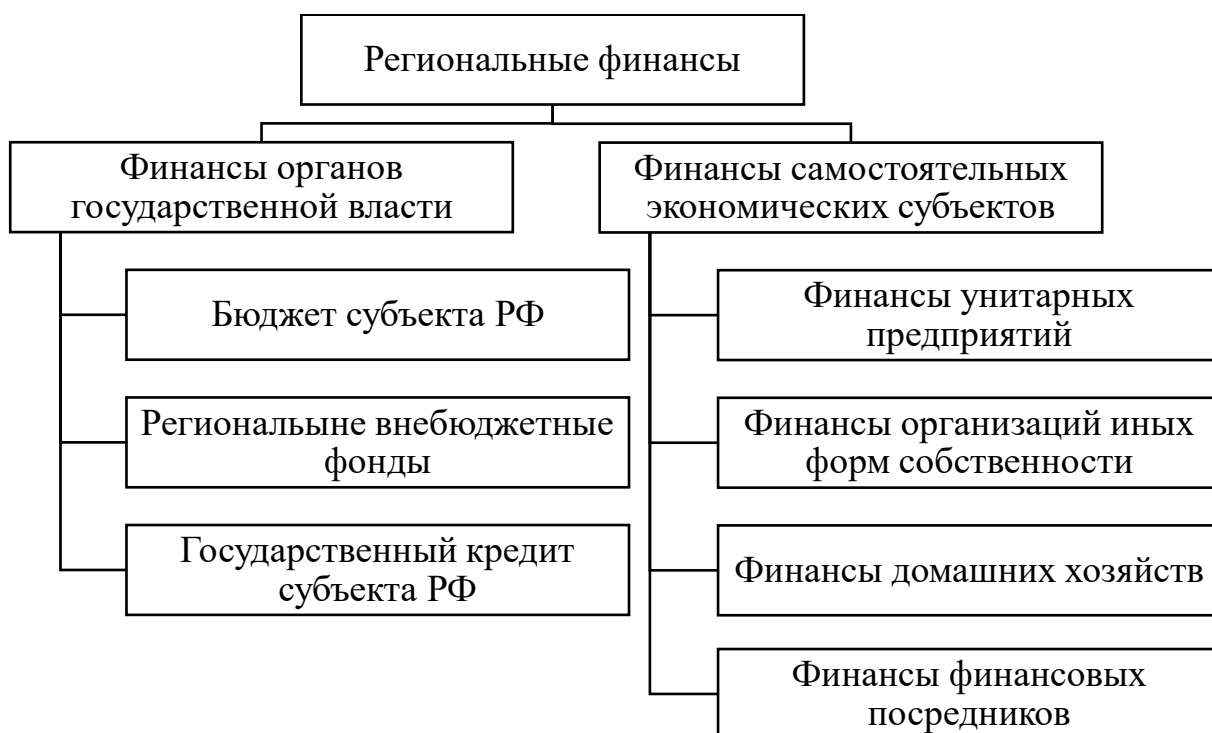 Региональные финансы
Финансы органов
государственной власти
Бюджет субъекта РФ
Региональыне внебюджетные
фонды
Государственный кредит
субъекта РФ
Финансы самостоятельных
экономических субъектов
Финансы унитарных
предприятий
Финансы организаций иных
форм собственности
Финансы домашних хозяйств
Финансы финансовых
посредников